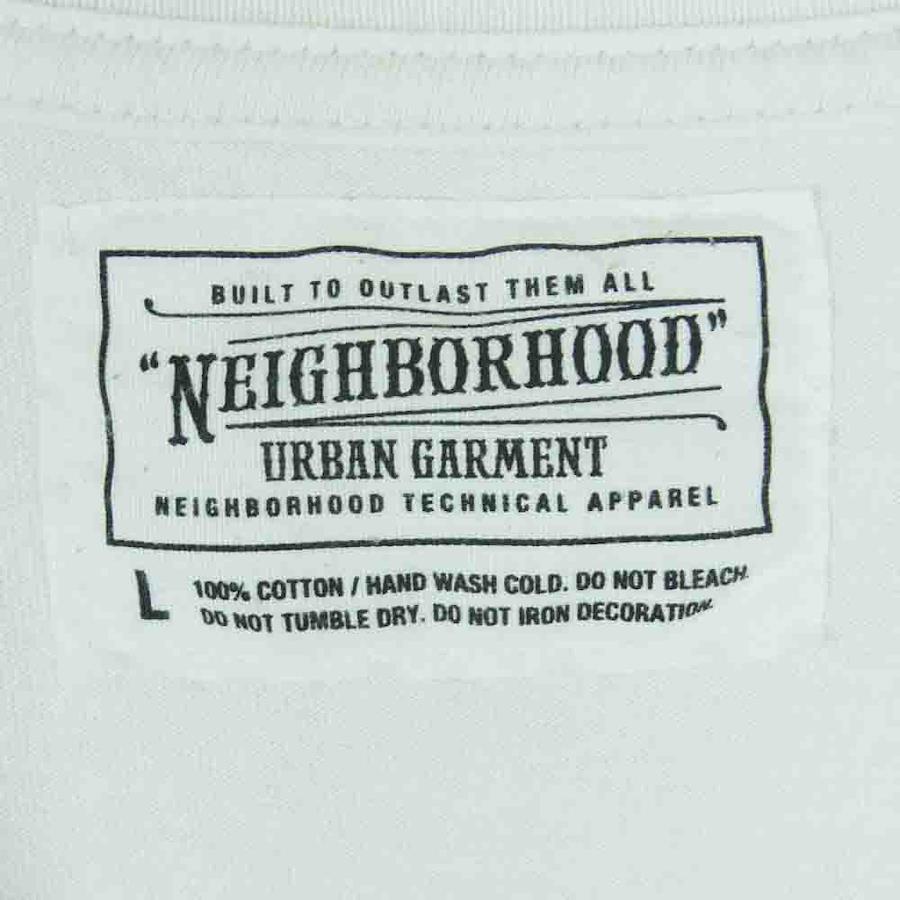 BUILT TO OUTLAST THEM ALL
“NEIGHBORHOOD”
URBAN GARMENT
NEIGHBORHOOD TECHNICAL APPAREL
L
100% COTTON / HAND WASH COLD. DO NOT BLEACH.
DO NOT TUMBLE DRY. DO NOT IRON DECORATION.